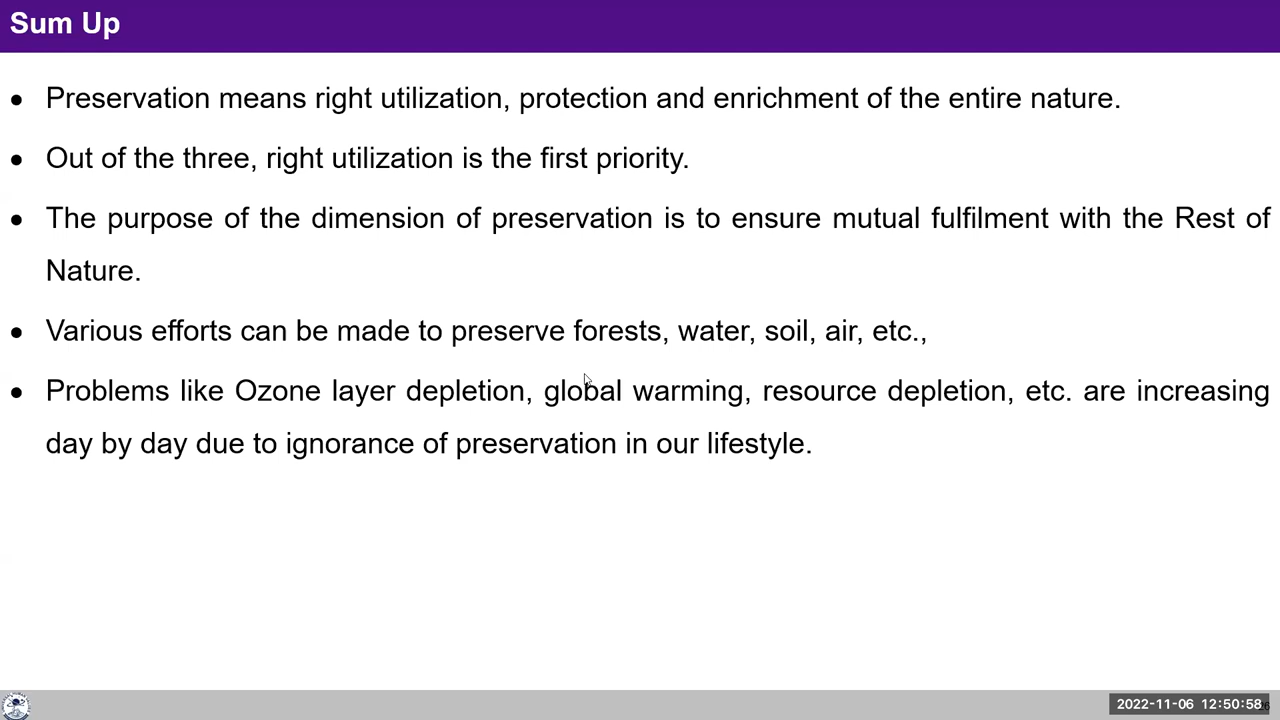 Sum Up
● Preservation means right utilization, protection and enrichment of the entire nature.
● Out of the three, right utilization is the first priority.
● The purpose of the dimension of preservation is to ensure mutual fulfilment with the Rest of
Nature.
● Various efforts can be made to preserve forests, water, soil, air, etc.,
● Problems like Ozone layer depletion, global warming, resource depletion, etc. are increasing
day by day due to ignorance of preservation in our lifestyle.
2022-11-06 12:50:58